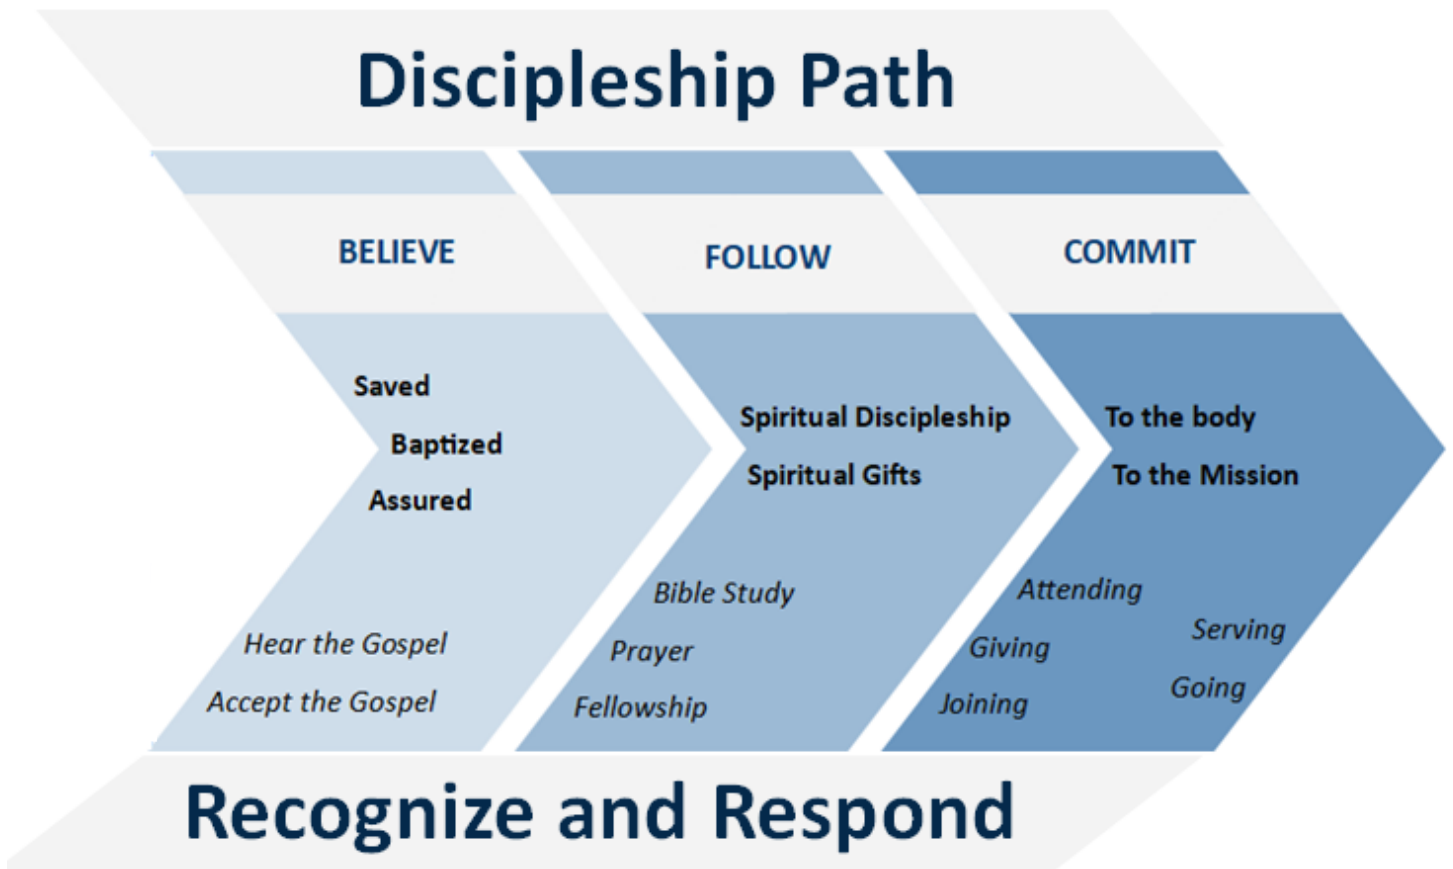 Discipleship Path
BELIEVE
Saved
Baptized
Assured
Hear the Gospel
Accept the Gospel
FOLLOW
Spiritual Discipleship
Spiritual Gifts
Bible Study
Prayer
Fellowship
COMMIT
To the body
To the Mission
Attending
Giving
Joining
Serving
Going
Recognize and Respond